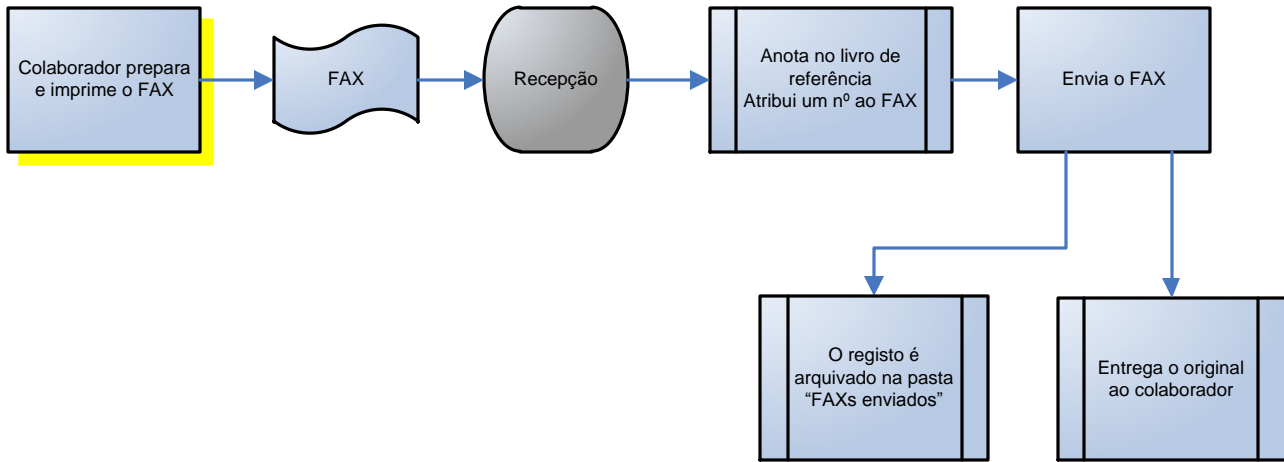 Colaborador prepara
e imprime o FAX
FAX
Recepção
Anota no livro de
referência
Atribui um nº ao FAX
Envia o FAX
O registo é
arquivado na pasta
“FAXs enviados”
Entrega o original
ao colaborador